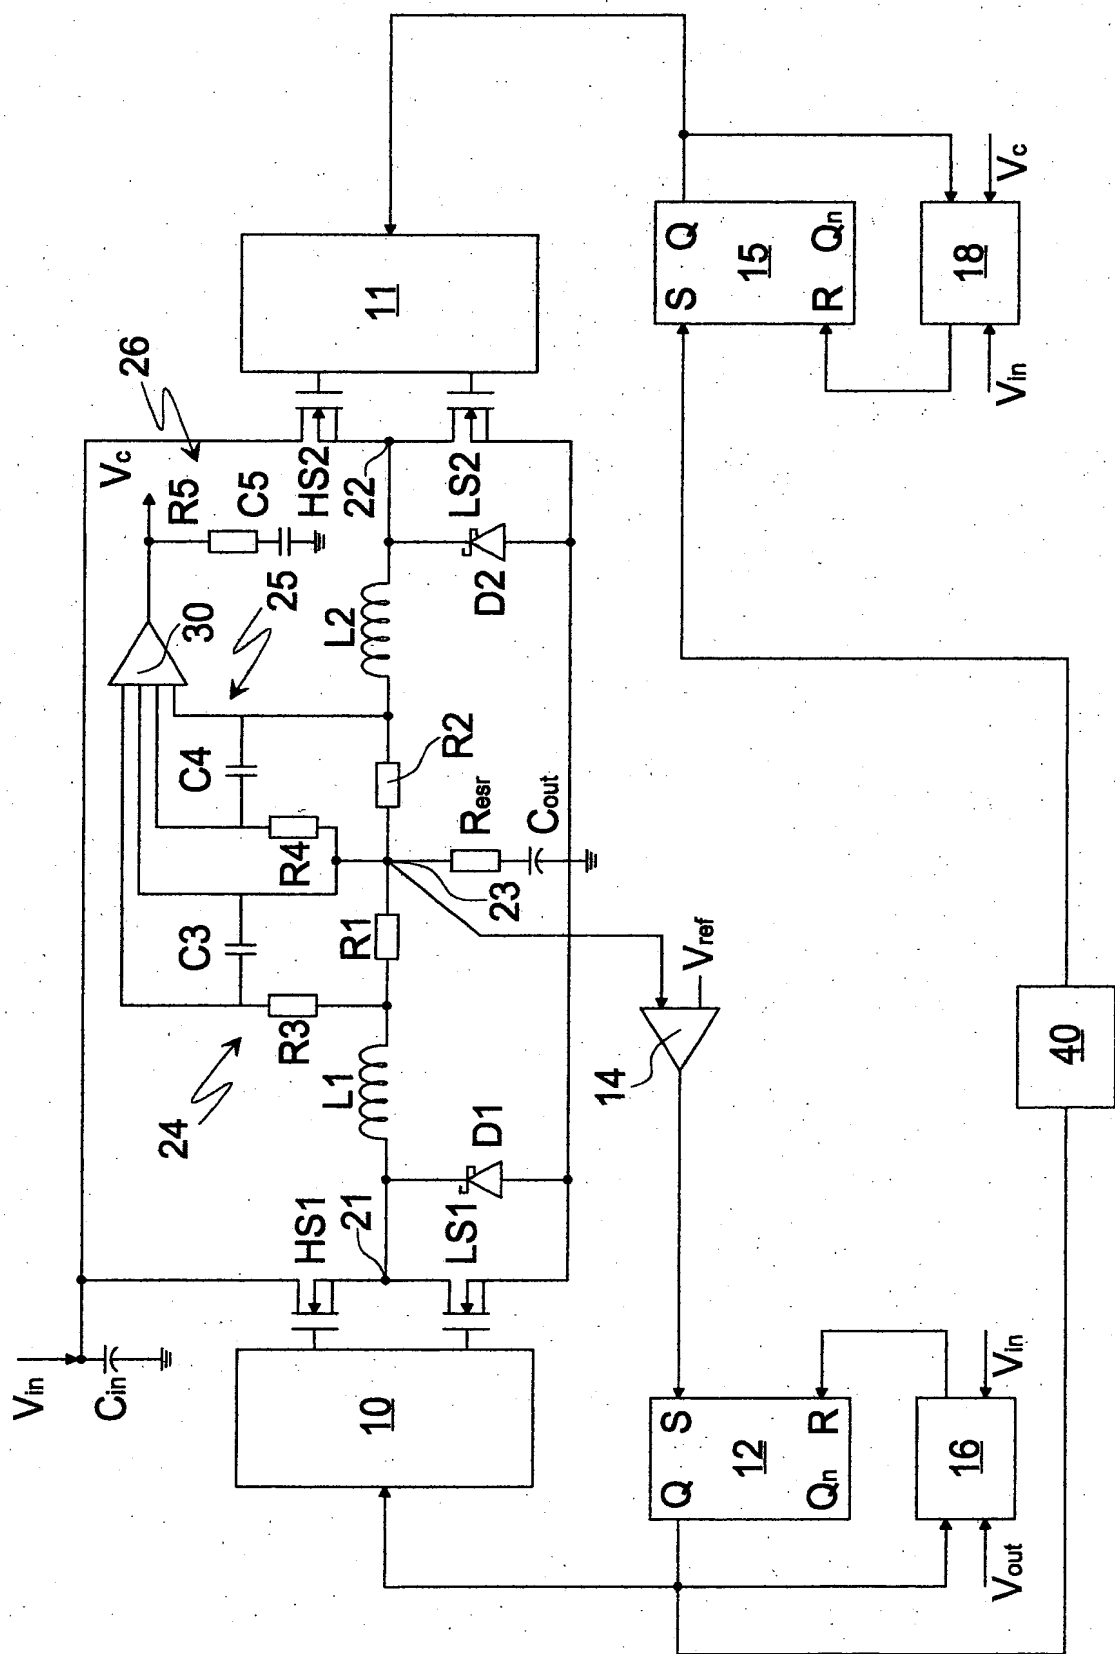 Vin
Cin
10
HS1
21
LS1
D1
L1
24
R3
C3
R1
R4
C4
23
Resr
Cout
R2
L2
25
30
Vc
R5
C5
26
HS2
22
LS2
D2
11
14
Vref
Q
S
12
Qn
R
16
Vout
Vin
40
S
Q
15
R
Qn
18
Vin
Vc